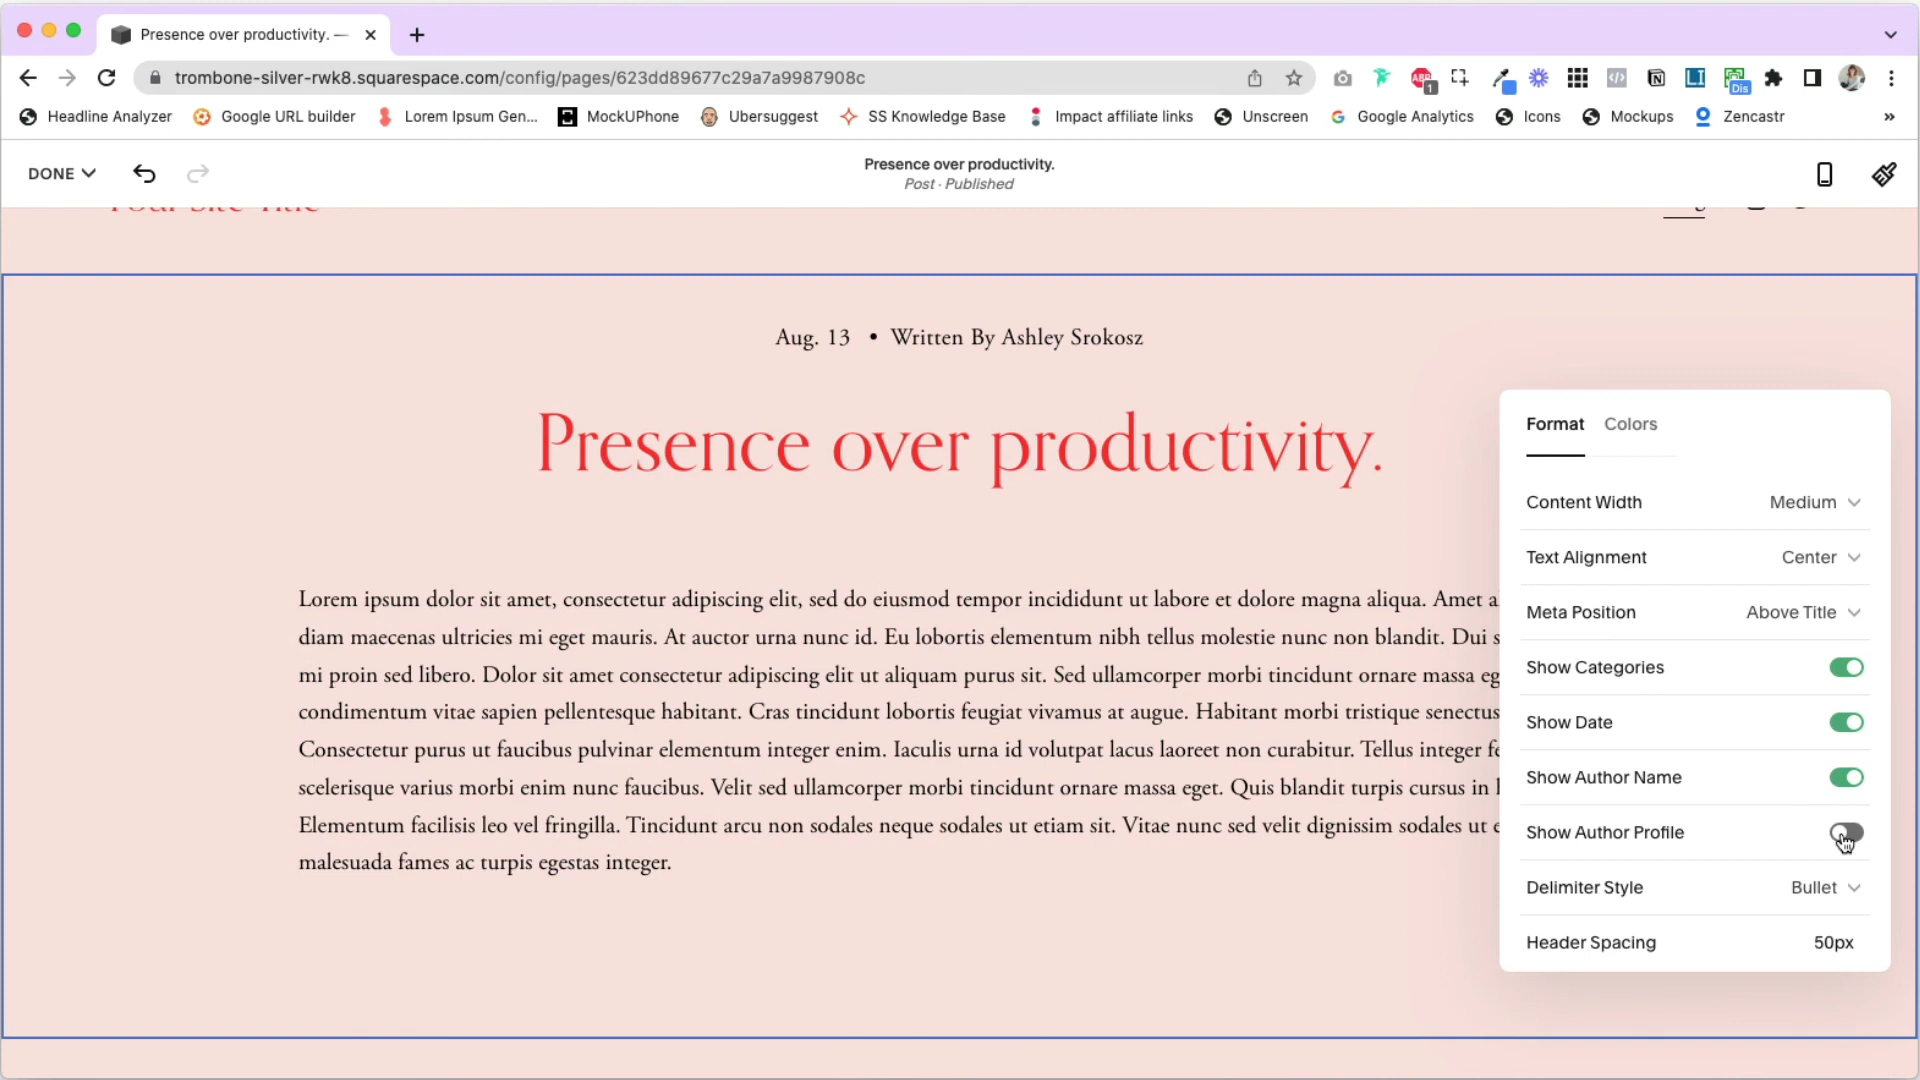 Presence over productivity. —
trombone-silver-rwk8.squarespace.com/config/pages/623dd89677c29a7a9987908c
ABP
1
Dis
Headline Analyzer
Google URL builder
Lorem Ipsum Gen...
MockUPhone
Ubersuggest
SS Knowledge Base
Impact affiliate links
Unscreen
Google Analytics
Icons
Mockups
Zencastr
»
DONE
Presence over productivity.
Post · Published
Your Site Title
Aug. 13 • Written By Ashley Srokosz
Presence over productivity.
Lorem ipsum dolor sit amet, consectetur adipiscing elit, sed do eiusmod tempor incididunt ut labore et dolore magna aliqua. Amet a
diam maecenas ultricies mi eget mauris. At auctor urna nunc id. Eu lobortis elementum nibh tellus molestie nunc non blandit. Dui s
mi proin sed libero. Dolor sit amet consectetur adipiscing elit ut aliquam purus sit. Sed ullamcorper morbi tincidunt ornare massa eg
condimentum vitae sapien pellentesque habitant. Cras tincidunt lobortis feugiat vivamus at augue. Habitant morbi tristique senectus
Consectetur purus ut faucibus pulvinar elementum integer enim. Iaculis urna id volutpat lacus laoreet non curabitur. Tellus integer fe
scelerisque varius morbi enim nunc faucibus. Velit sed ullamcorper morbi tincidunt ornare massa eget. Quis blandit turpis cursus in
Elementum facilisis leo vel fringilla. Tincidunt arcu non sodales neque sodales ut etiam sit. Vitae nunc sed velit dignissim sodales ut e
malesuada fames ac turpis egestas integer.
Format Colors
Content Width Medium
Text Alignment Center
Meta Position Above Title
Show Categories
Show Date
Show Author Name
Show Author Profile
Delimiter Style Bullet
Header Spacing 50px